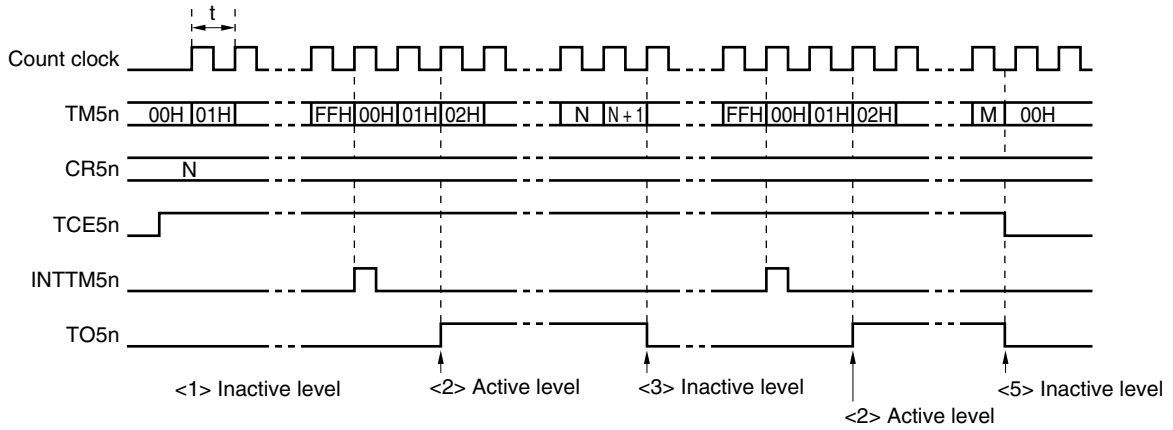 t
Count clock
TM5n 00H 01H FFH 00H 01H 02H N N + 1 FFH 00H 01H 02H M 00H
CR5n N
TCE5n
INTTM5n
TO5n
<1> Inactive level <2> Active level <3> Inactive level <5> Inactive level
<2> Active level